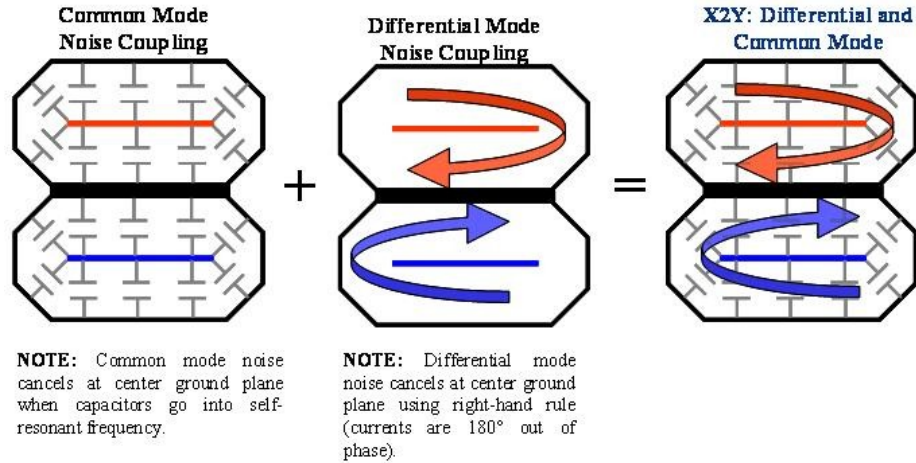 Common Mode
Noise Coupling
Differential Mode
Noise Coupling
X2Y: Differential and
Common Mode
+
=
NOTE: Common mode noise
cancels at center ground plane
when capacitors go into self-
resonant frequency.
NOTE: Differential mode
noise cancels at center ground
plane using right-hand rule
(currents are 180° out of
phase).